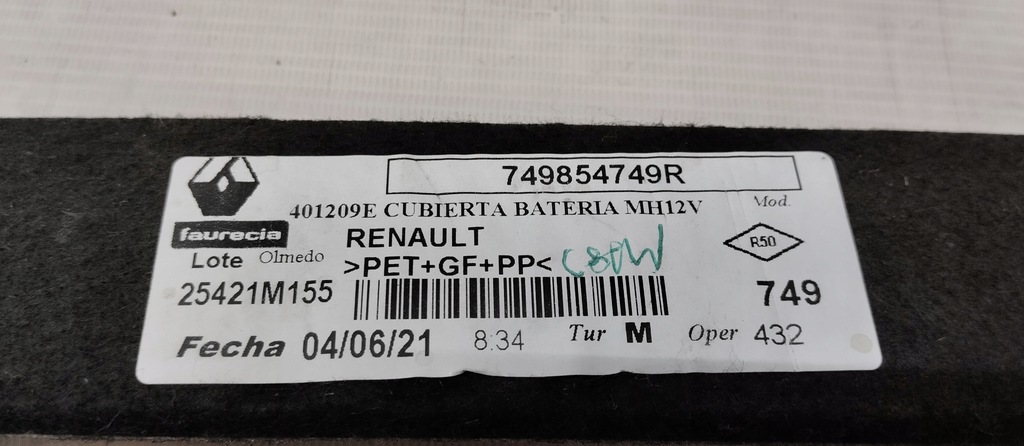 749854749R
401209E CUBIERTA BATERIA MH12V
Mod.
faurecia
RENAULT
R50
Lote Olmedo
>PET+GF+PP<
25421M155
749
Fecha 04/06/21 8:34 Tur M Oper 432